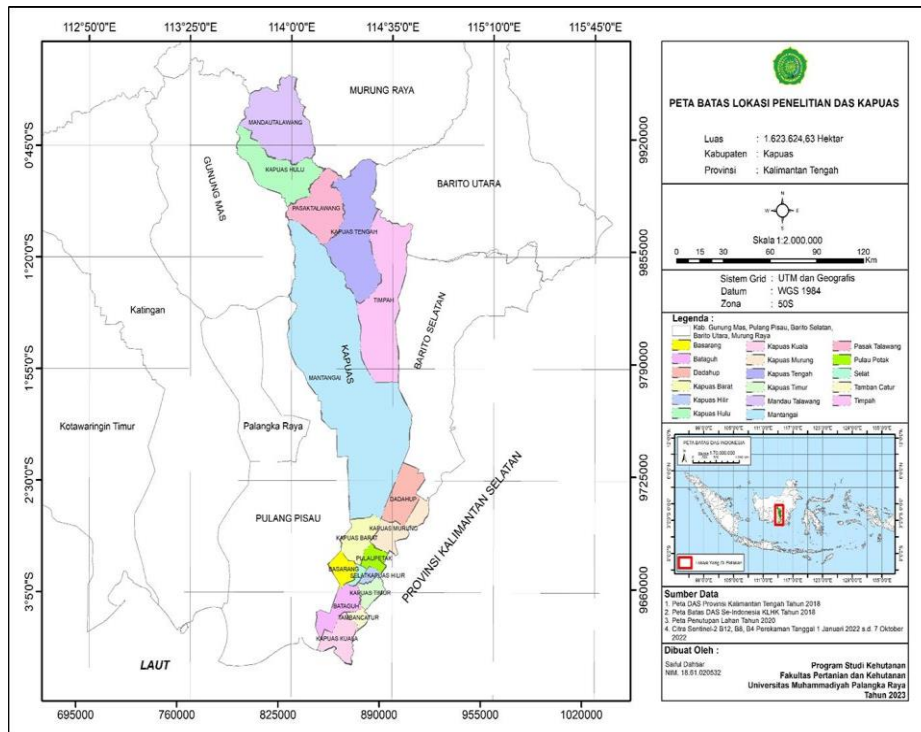 112°50'0"E
113°25'0"E
114°0'0"E
114°35'0"E
115°10'0"E
115°45'0"E
0°45'0"S
1°20'0"S
1°55'0"S
2°30'0"S
3°5'0"S
MURUNG RAYA
MANDAUTALAWANG
GUNUNG MAS
KAPUAS HULU
BARITO UTARA
PASAKTALAWANG
KAPUAS TENGAH
Katingan
TIMPAH
BARITO SELATAN
KAPUAS
MANTANGAI
Kotawaringin Timur
Palangka Raya
DADAHUP
PULANG PISAU
KAPUAS MURUNG
KAPUAS BARAT
PROVINSI KALIMANTAN SELATAN
PULAUPETAK
BASARANG
SELATKAPUAS HILIR
KAPUAS TIMUR
BATAGUH
TAMBANCATUR
KAPUAS KUALA
LAUT
9920000
9855000
9790000
9725000
9660000
695000
760000
825000
890000
955000
1020000
PETA BATAS LOKASI PENELITIAN DAS KAPUAS
Luas : 1.623.624,63 Hektar
Kabupaten : Kapuas
Provinsi : Kalimantan Tengah
N
W E
S
Skala 1:2.000.000
0 15 30 60 90 120
Km
Sistem Grid : UTM dan Geografis
Datum : WGS 1984
Zona : 50S
Legenda :
Kab. Gunung Mas, Pulang Pisau, Barito Selatan,
Barito Utara, Murung Raya
Basarang
Bataguh
Dadahup
Kapuas Barat
Kapuas Hilir
Kapuas Hulu
Kapuas Kuala
Kapuas Murung
Kapuas Tengah
Kapuas Timur
Mandau Talawang
Mantangai
Pasak Talawang
Pulau Petak
Selat
Tamban Catur
Timpah
PETA BATAS DAS INDONESIA
Sumber Data
1. Peta DAS Provinsi Kalimantan Tengah Tahun 2018
2. Peta Batas DAS Se-Indonesia KLHK Tahun 2018
3. Peta Penutupan Lahan Tahun 2020
4. Citra Sentinel-2 B12, B8, B4 Perekaman Tanggal 1 Januari 2022 s.d. 7 Oktober
2022
Dibuat Oleh :
NIM. 18.61.020532
Program Studi Kehutanan
Fakultas Pertanian dan Kehutanan
Universitas Muhammadiyah Palangka Raya
Tahun 2023